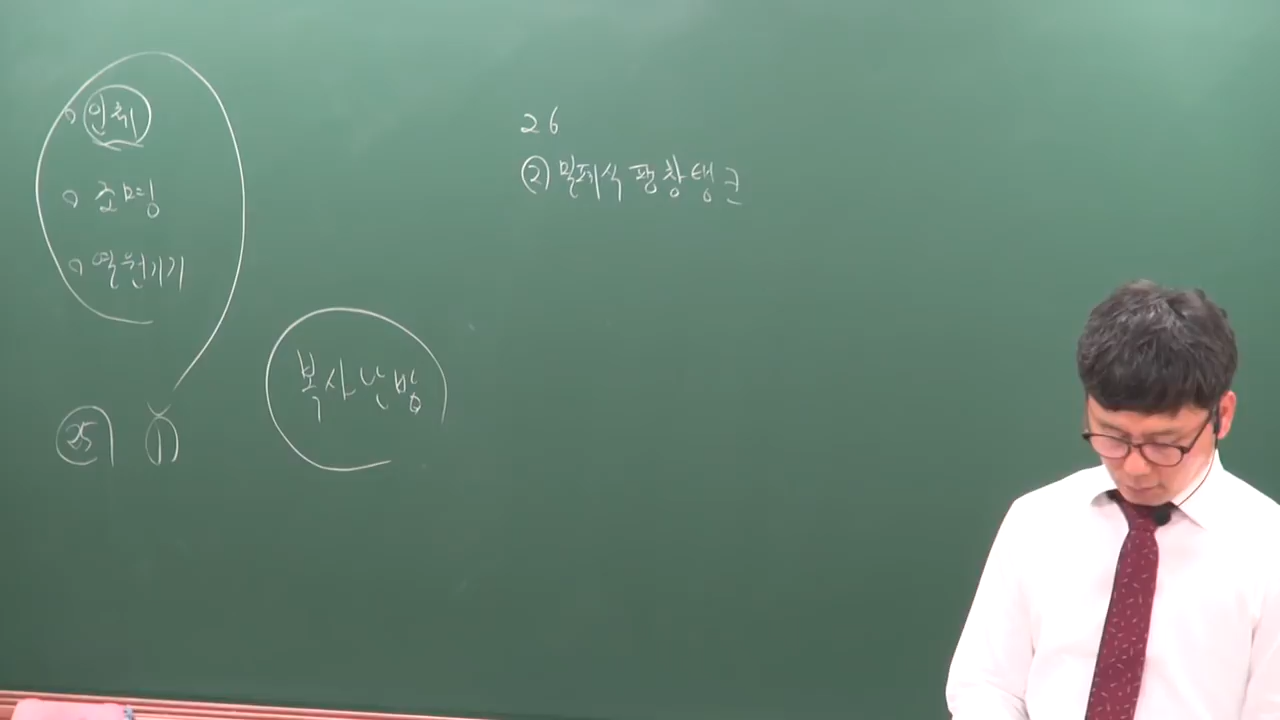 ◦ 인체
◦ 조명
◦ 열원기기
25 ①
복사난방
26
② 밀폐식 팽창탱크